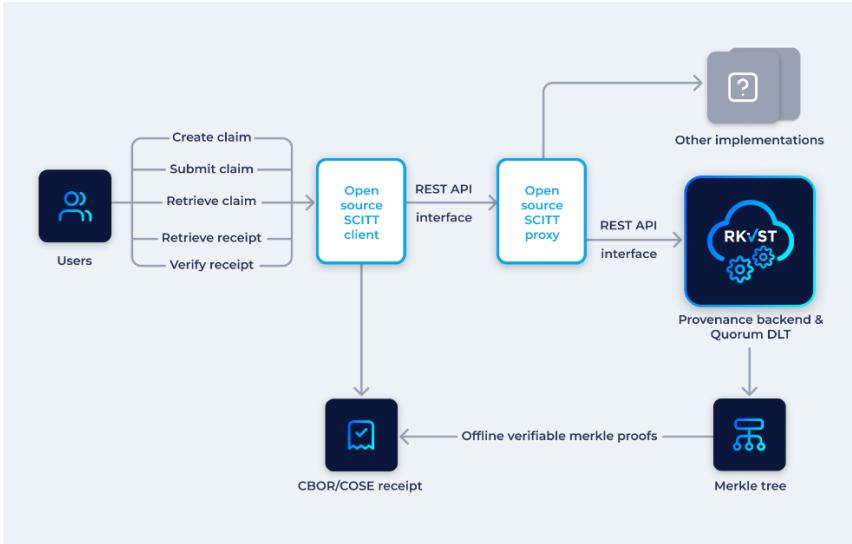 Create claim
Submit claim
Retrieve claim
Retrieve receipt
Verify receipt
Users
Open
source
SCITT
client
REST API
interface
Open
source
SCITT
proxy
REST API
interface
?
Other implementations
RKVST
Provenance backend &
Quorum DLT
Offline verifiable merkle proofs
CBOR/COSE receipt
Merkle tree